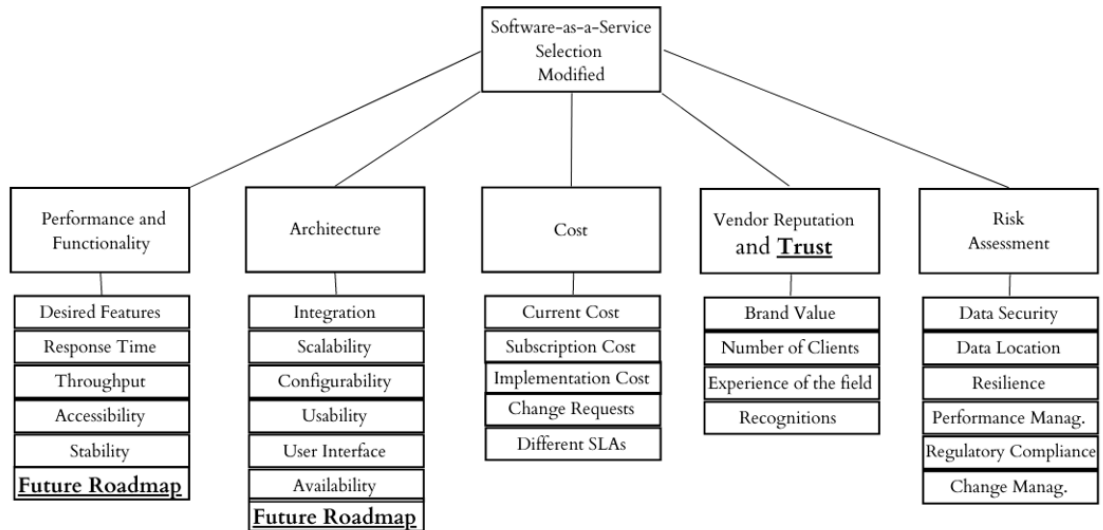 Software-as-a-Service
Selection
Modified
Performance and
Functionality
Desired Features
Response Time
Throughput
Accessibility
Stability
Future Roadmap
Architecture
Integration
Scalability
Configurability
Usability
User Interface
Availability
Future Roadmap
Cost
Current Cost
Subscription Cost
Implementation Cost
Change Requests
Different SLAs
Vendor Reputation
and Trust
Brand Value
Number of Clients
Experience of the field
Recognitions
Risk
Assessment
Data Security
Data Location
Resilience
Performance Manag.
Regulatory Compliance
Change Manag.